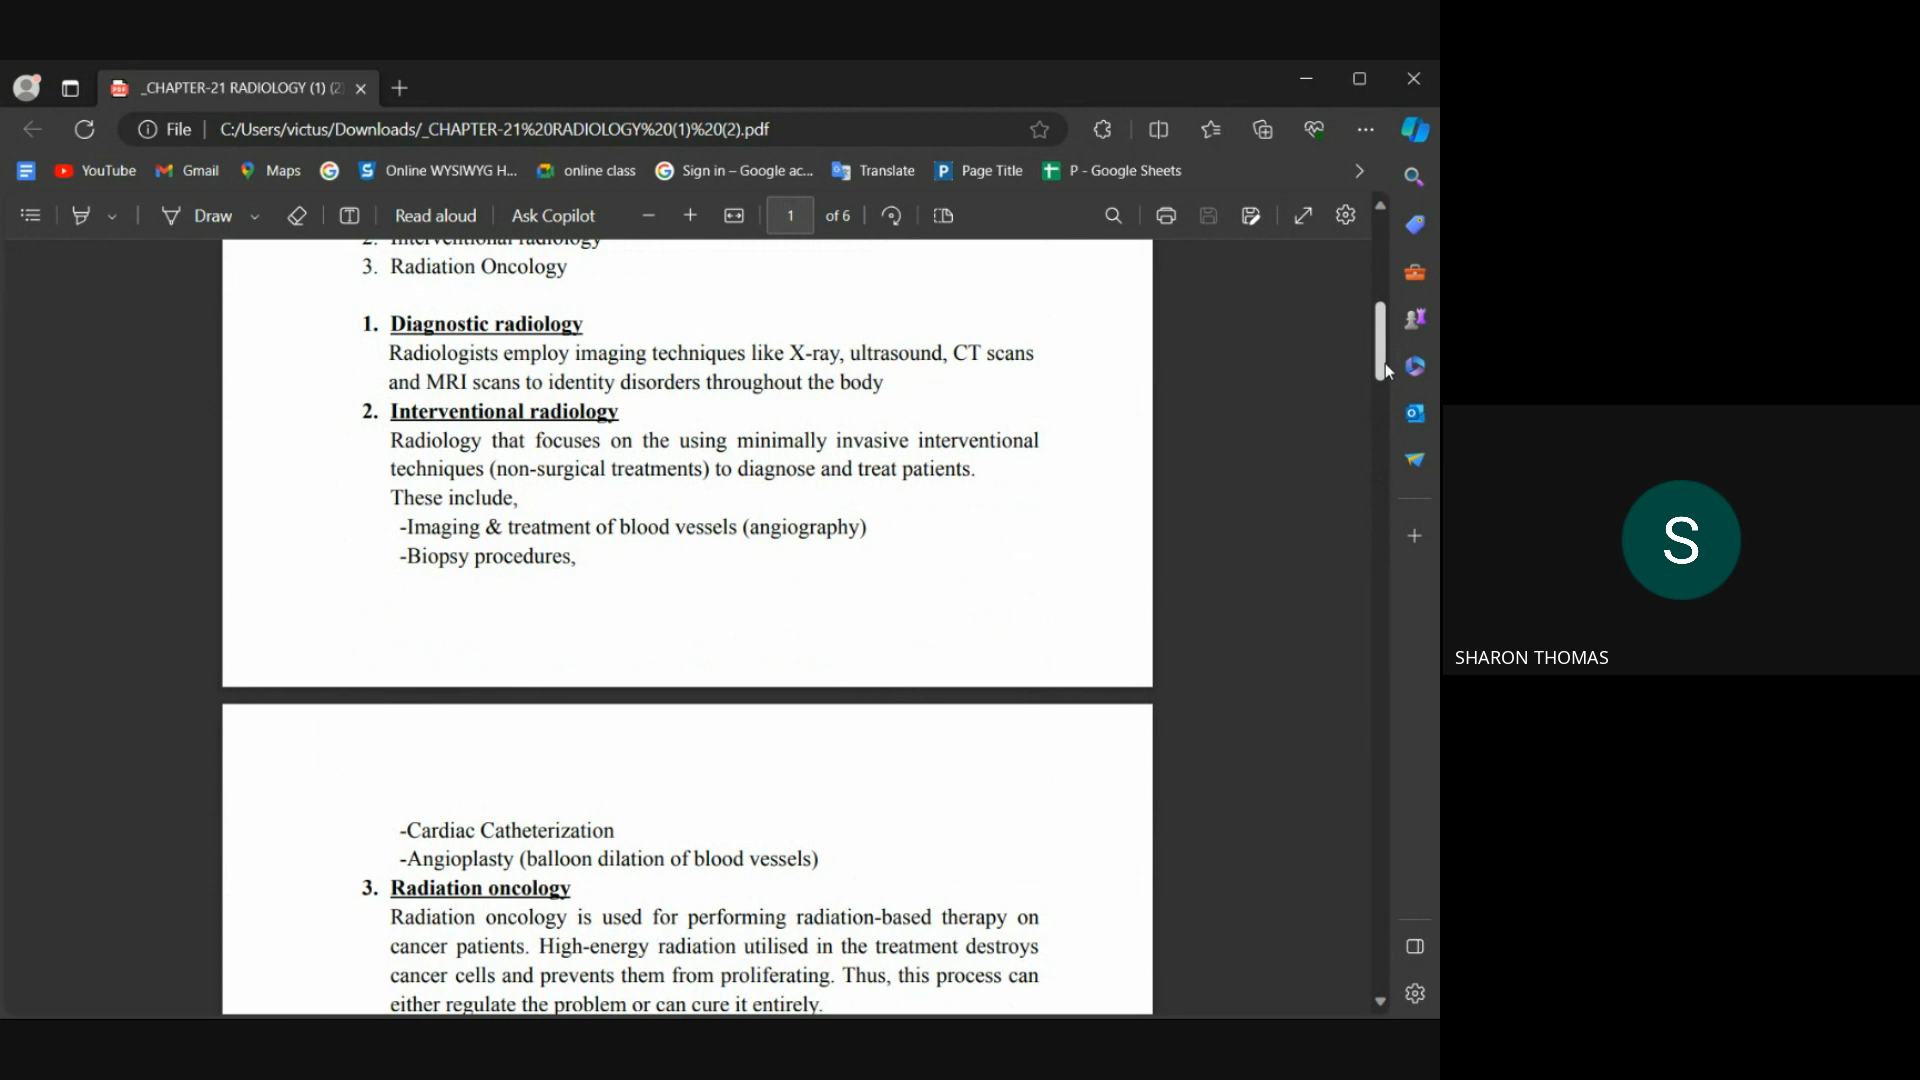 _CHAPTER-21 RADIOLOGY (1) (2)
File
C:/Users/victus/Downloads/_CHAPTER-21%20RADIOLOGY%20(1)%20(2).pdf
YouTube
Gmail
Maps
Online WYSIWYG H...
online class
Sign in – Google ac...
Translate
Page Title
P - Google Sheets
Draw
Read aloud
Ask Copilot
1 of 6
2. Interventional radiology
3. Radiation Oncology
1. Diagnostic radiology
Radiologists employ imaging techniques like X-ray, ultrasound, CT scans
and MRI scans to identity disorders throughout the body
2. Interventional radiology
Radiology that focuses on the using minimally invasive interventional
techniques (non-surgical treatments) to diagnose and treat patients.
These include,
-Imaging & treatment of blood vessels (angiography)
-Biopsy procedures,
-Cardiac Catheterization
-Angioplasty (balloon dilation of blood vessels)
3. Radiation oncology
Radiation oncology is used for performing radiation-based therapy on
cancer patients. High-energy radiation utilised in the treatment destroys
cancer cells and prevents them from proliferating. Thus, this process can
either regulate the problem or can cure it entirely.
S
SHARON THOMAS